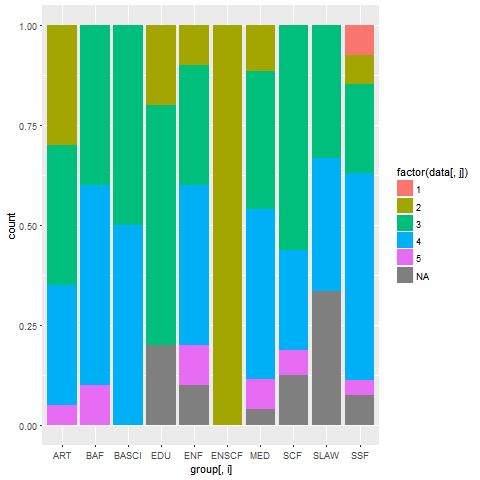 1.00
0.75
0.50
0.25
0.00
count
ART BAF BASCI EDU ENF ENSCF MED SCF SLAW SSF
group[, i]
factor(data[, j])
1
2
3
4
5
NA